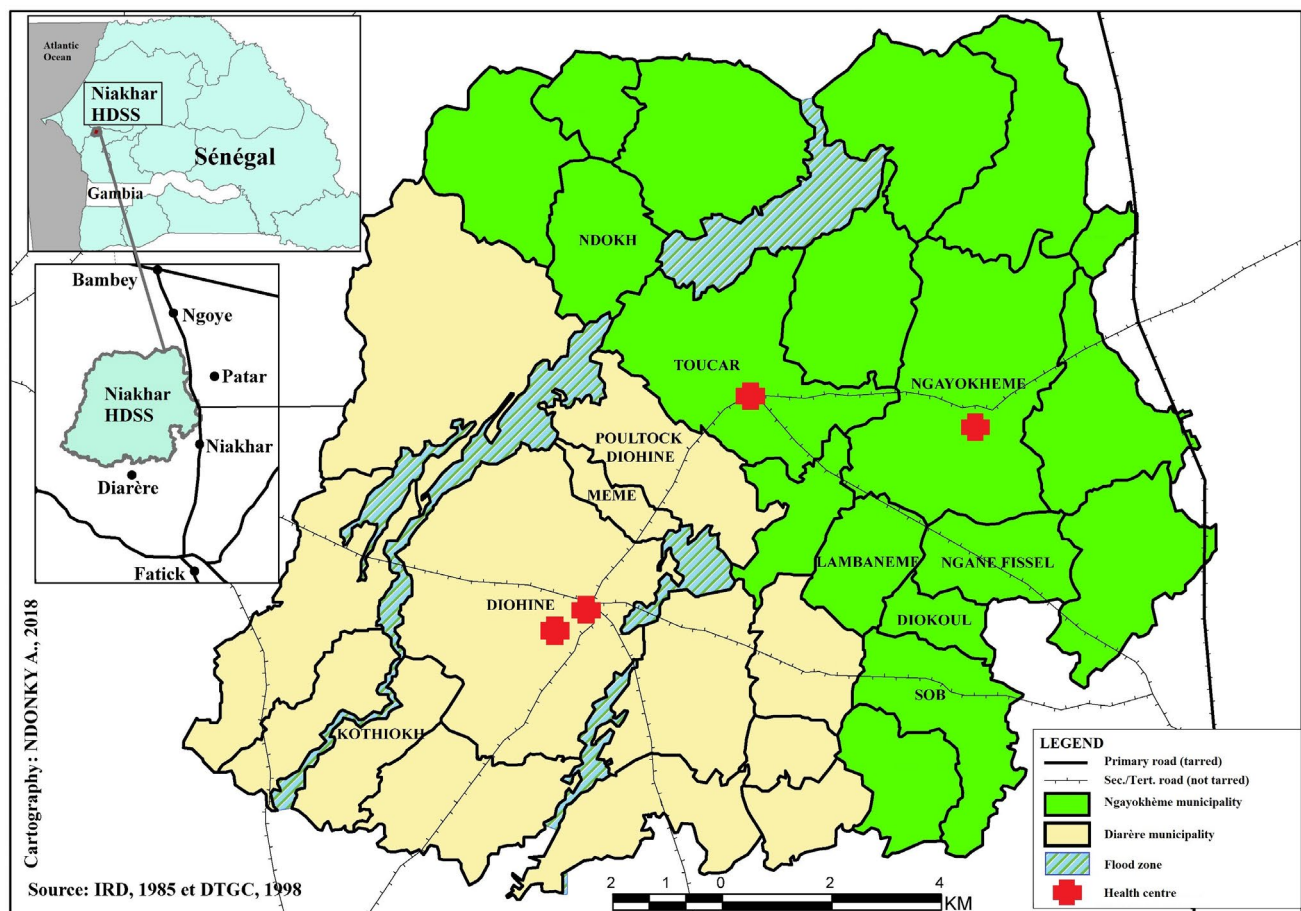 Atlantic
Ocean
Niakhar
HDSS
Sénégal
Gambia
Bambey
Ngoye
Patar
Niakhar
HDSS
Niakhar
Diarère
Fatick
NDOKH
TOUCAR
NGAYOKHEME
POULTOCK
DIOHINE
MEME
LAMBANEME
NGANE FISSEL
DIOHINE
DIOKOUL
SOB
KOTHIOKH
Cartography: NDONKY A., 2018
Source: IRD, 1985 et DTGC, 1998
2 1 0 2 4
KM
LEGEND
Primary road (tarred)
Sec./Tert. road (not tarred)
Ngayokhème municipality
Diarère municipality
Flood zone
Health centre